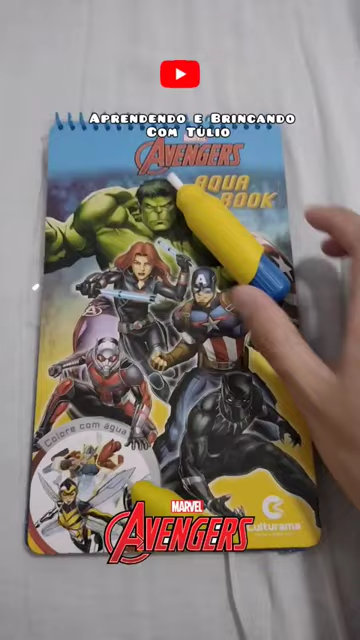 Aprendendo e Brincando
Com Túlio
AVENGERS
AQUA
BOOK
Colore com água
MARVEL
AVENGERS
culturama